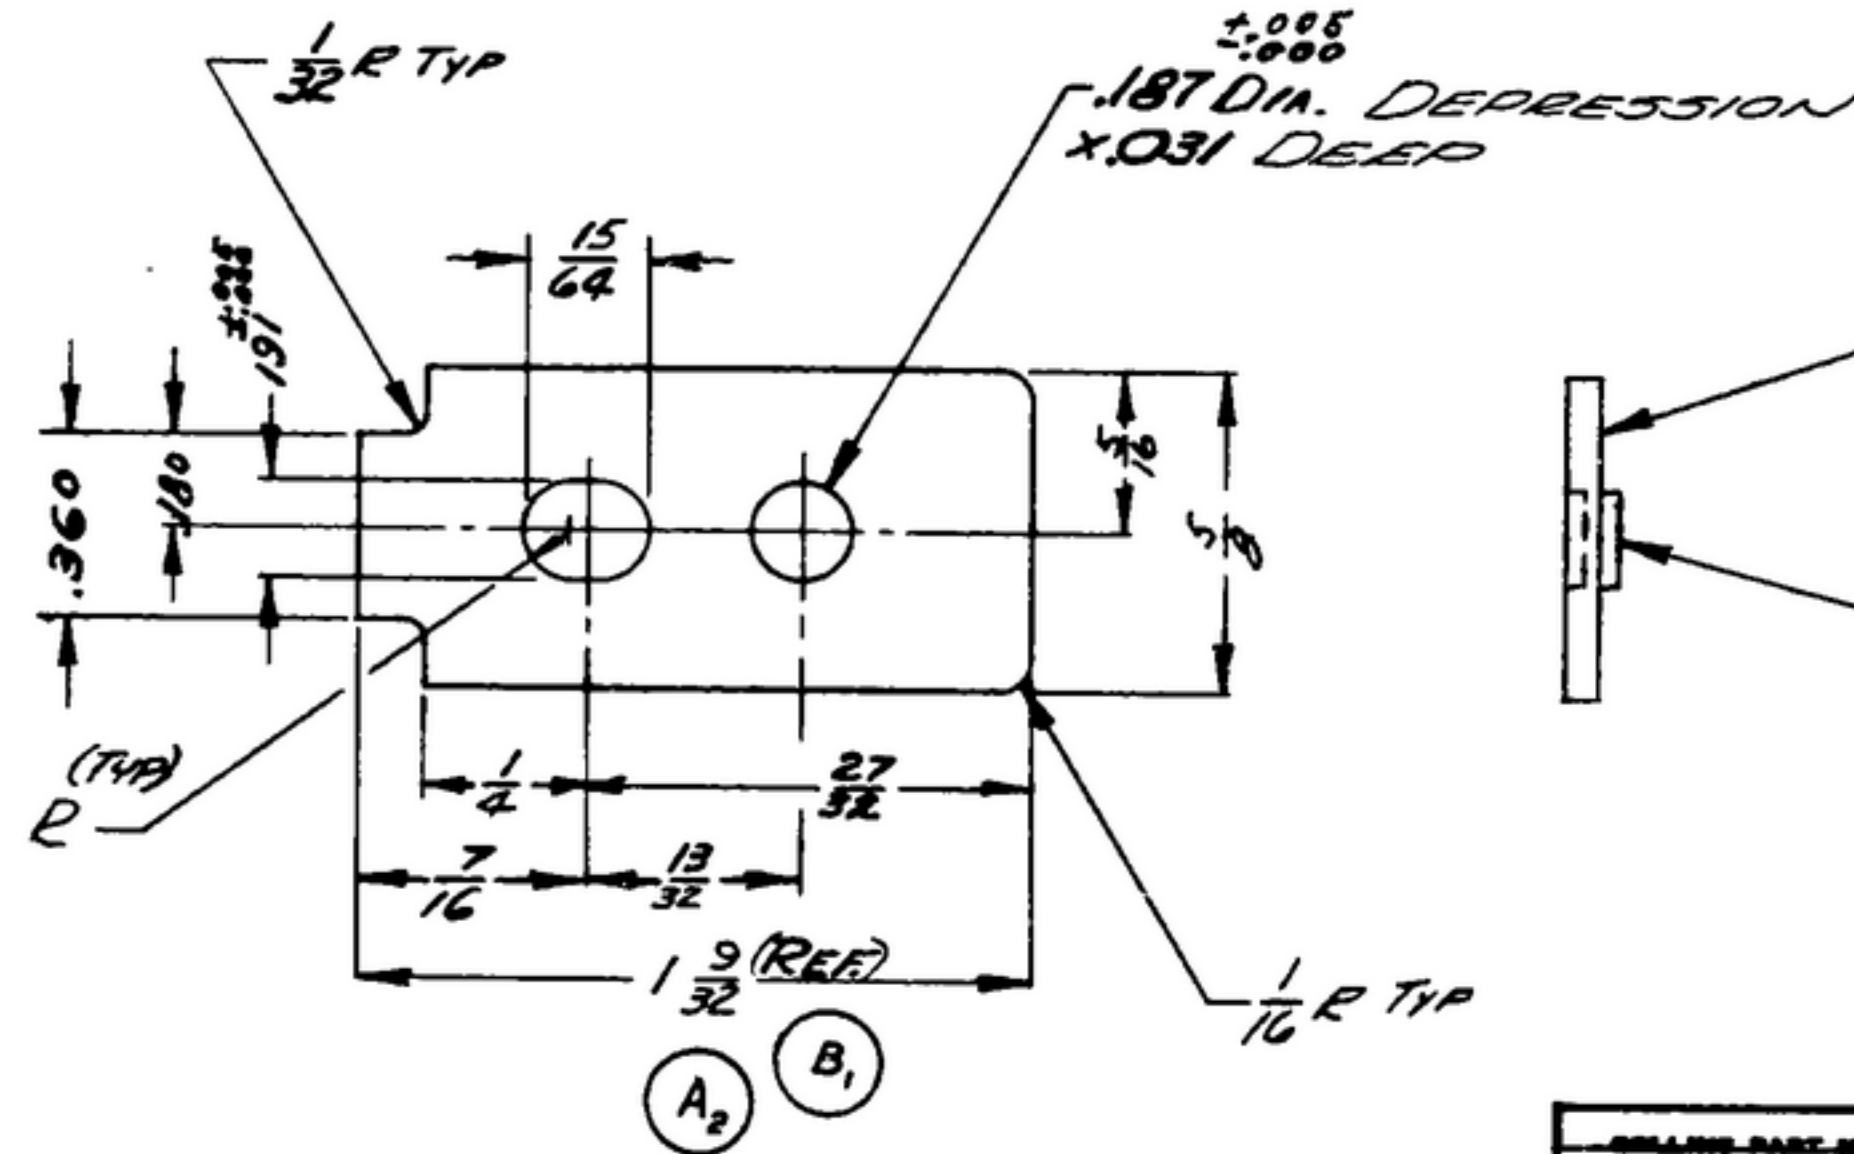 1/32 R TYP
+.005
-.000
.187 DIA. DEPRESSION
x.031 DEEP
15/64
.191
.360
.180
5/16
5/8
(TYP)
R
1/4
27/32
7/16
13/32
1 9/32 (REF.)
1/16 R TYP
B1
A2